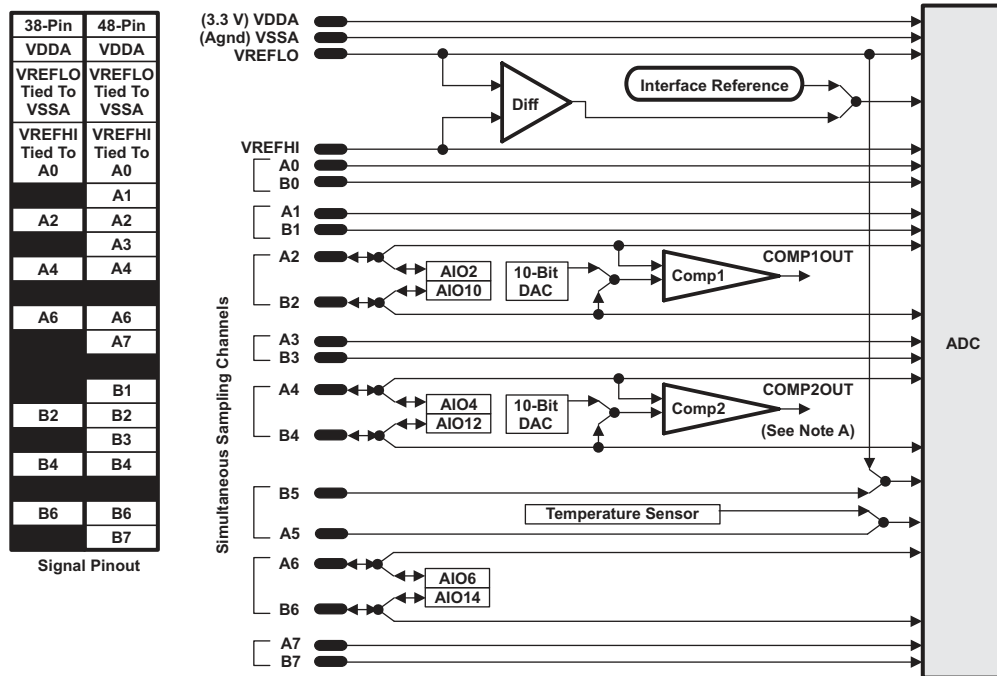 38-Pin 48-Pin
VDDA VDDA
VREFLO VREFLO
Tied To Tied To
VSSA VSSA
VREFHI VREFHI
Tied To Tied To
A0 A0
A1
A2 A2
A3
A4 A4
A6 A6
A7
B1
B2 B2
B3
B4 B4
B6 B6
B7
Signal Pinout
Simultaneous Sampling Channels
(3.3 V) VDDA
(Agnd) VSSA
VREFLO
Interface Reference
Diff
VREFHI
A0
B0
A1
B1
A2
AIO2
AIO10
10-Bit
DAC
Comp1
COMP1OUT
B2
A3
B3
ADC
A4
AIO4
AIO12
10-Bit
DAC
Comp2
COMP2OUT
(See Note A)
B4
B5
Temperature Sensor
A5
A6
AIO6
AIO14
B6
A7
B7